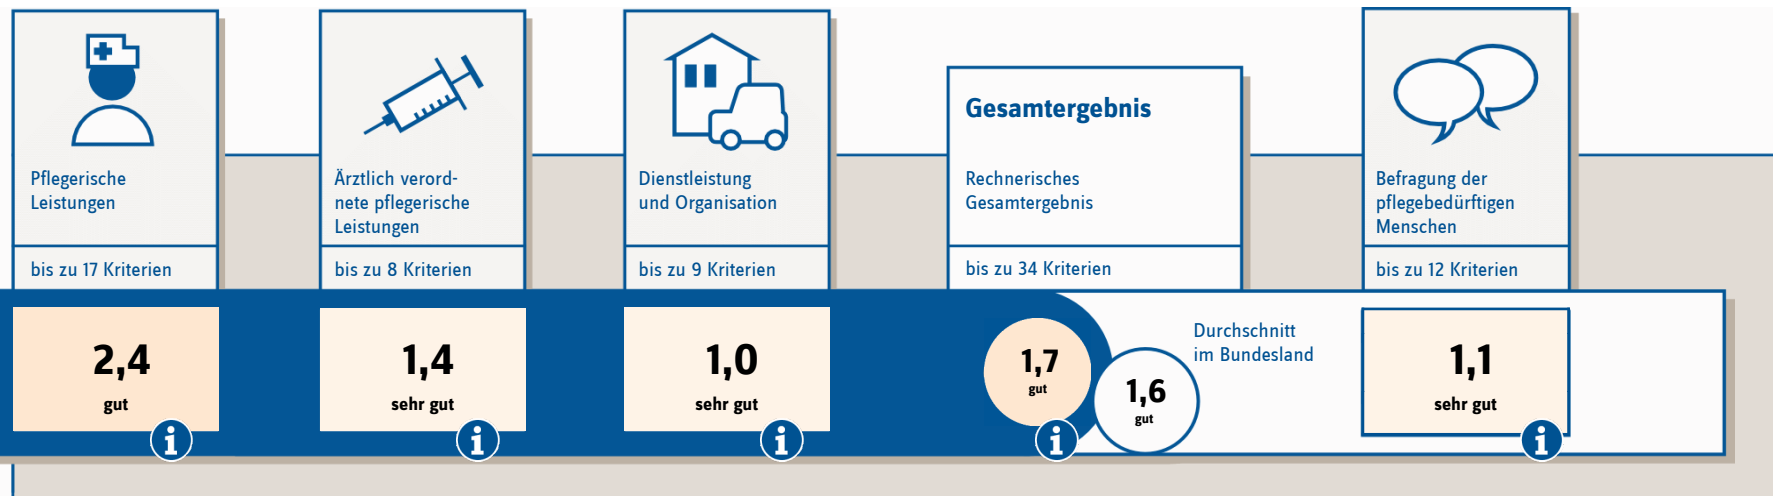 Pflegerische
Leistungen
bis zu 17 Kriterien
2,4
gut
i
Ärztlich verord-
nete pflegerische
Leistungen
bis zu 8 Kriterien
1,4
sehr gut
i
Dienstleistung
und Organisation
bis zu 9 Kriterien
1,0
sehr gut
i
Gesamtergebnis
Rechnerisches
Gesamtergebnis
bis zu 34 Kriterien
1,7
gut
i
1,6
gut
Durchschnitt
im Bundesland
Befragung der
pflegebedürftigen
Menschen
bis zu 12 Kriterien
1,1
sehr gut
i